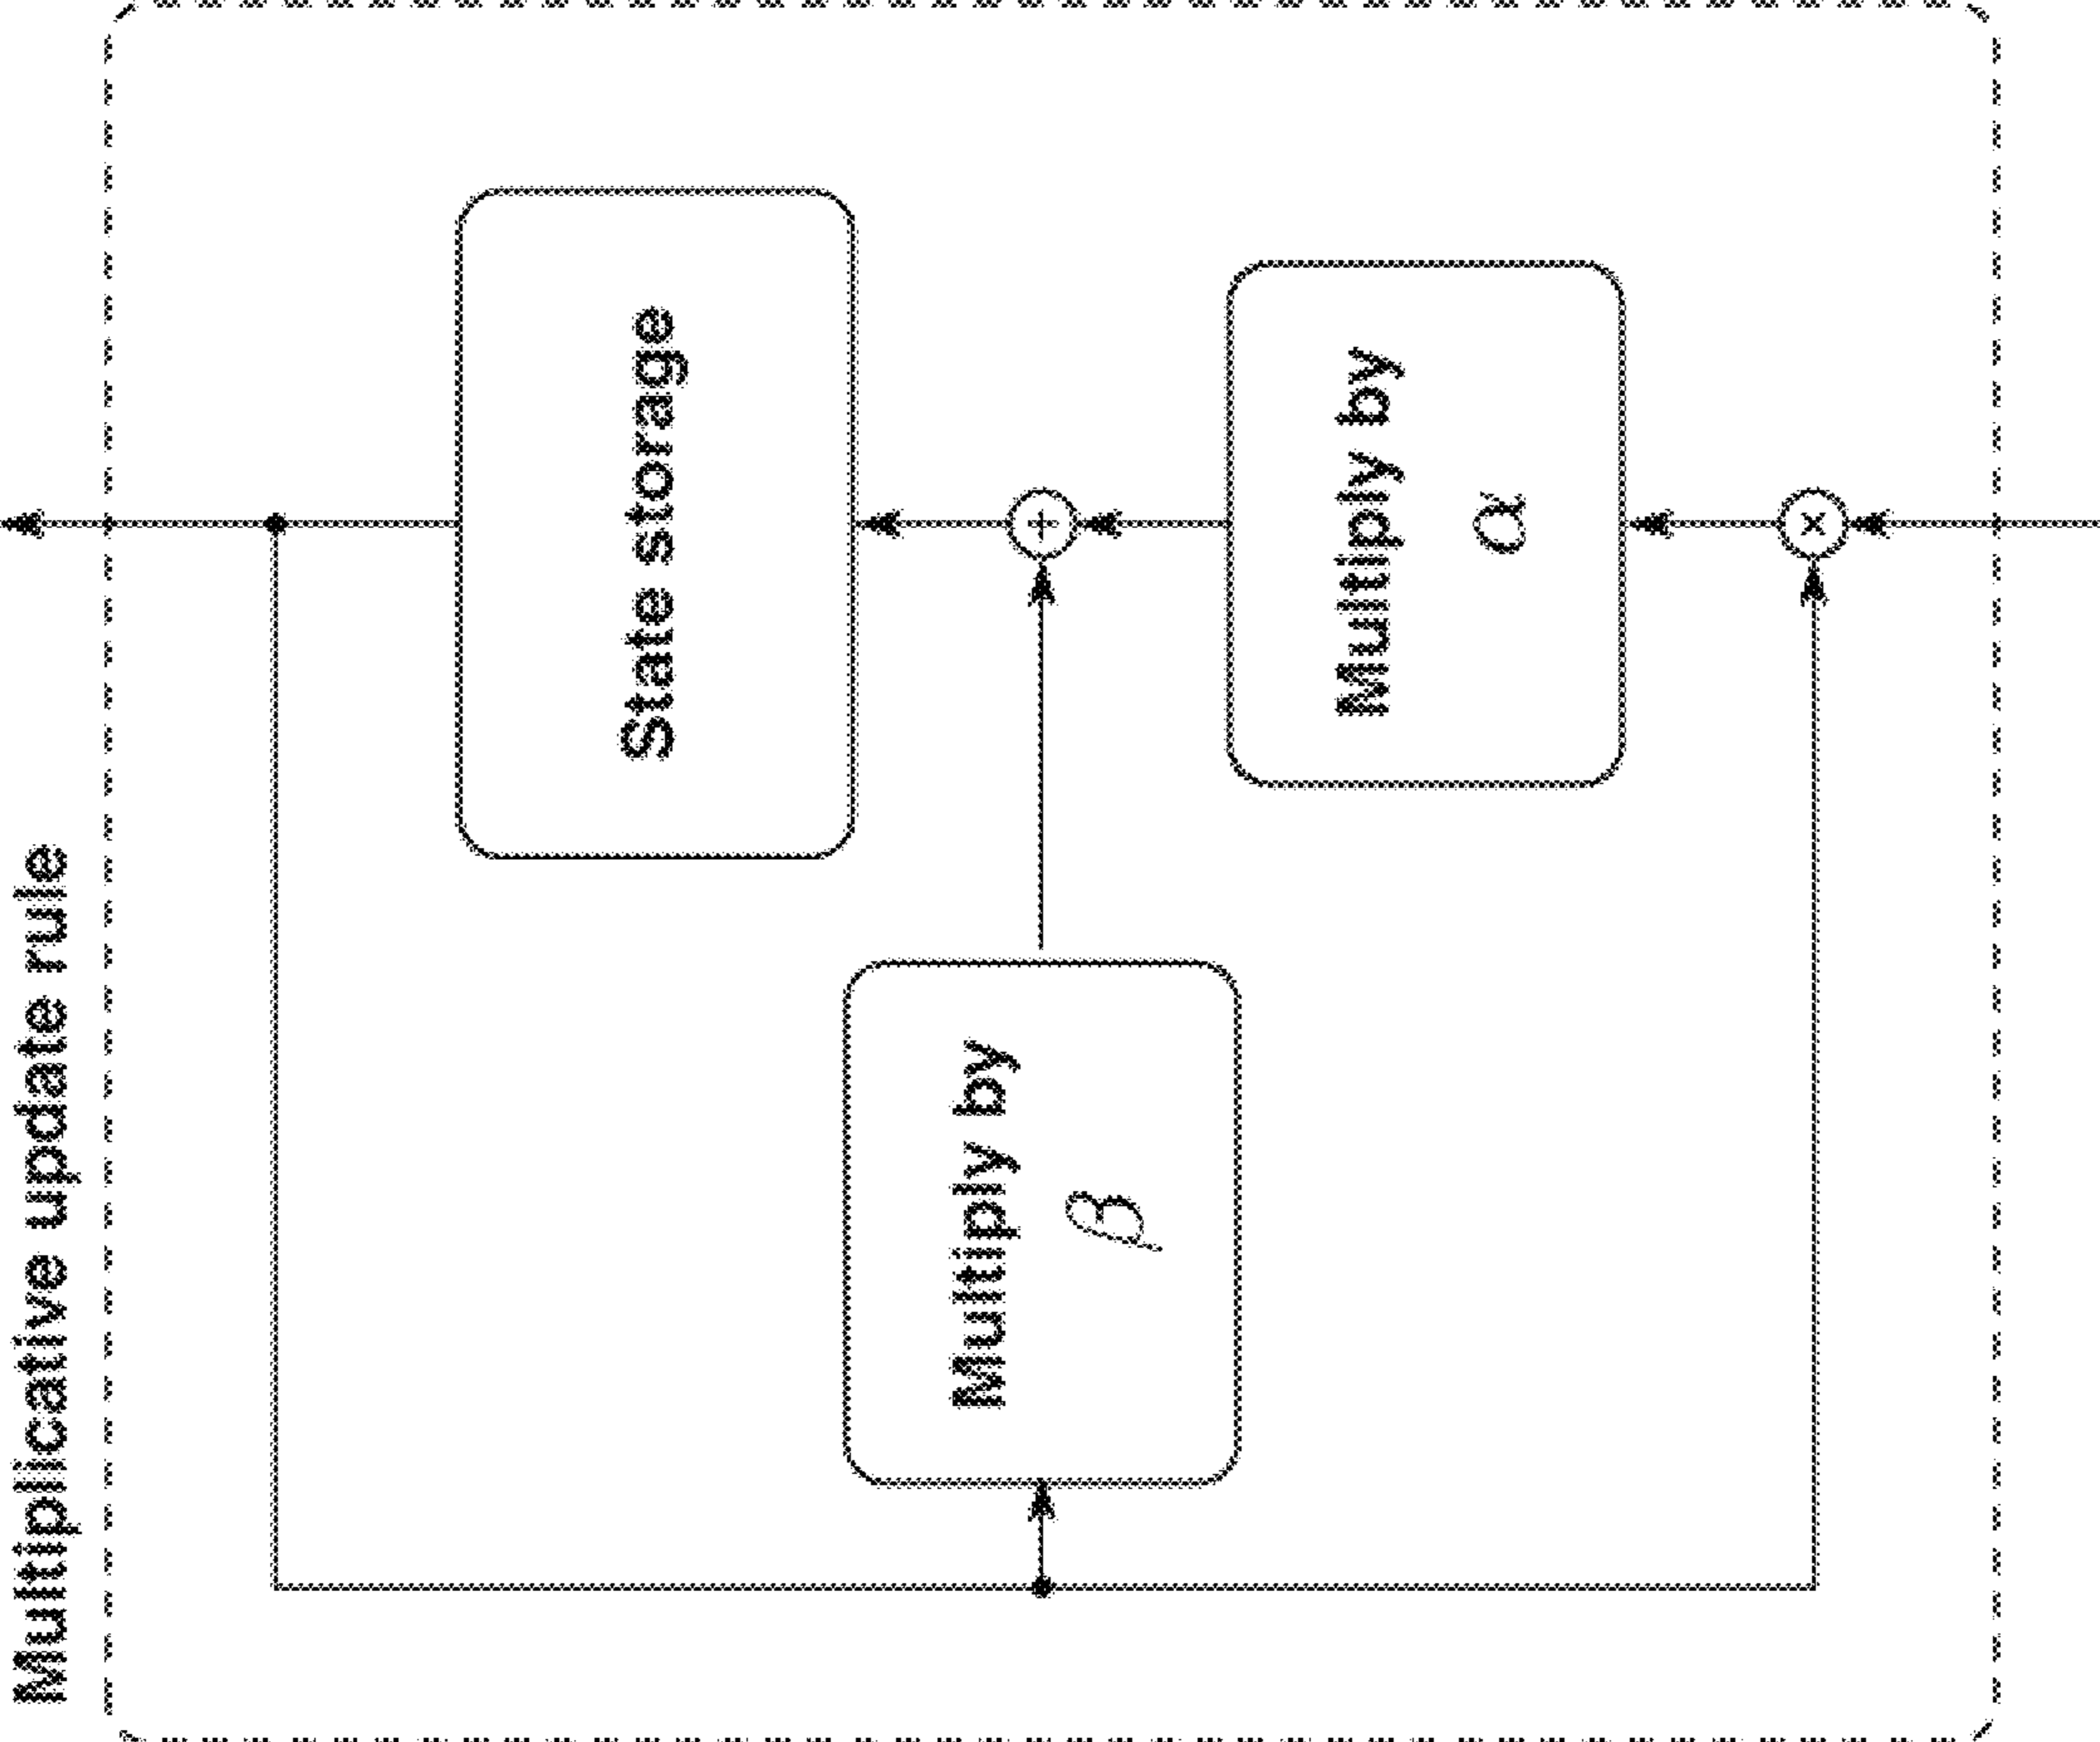 Multiplicative update rule
State storage
+
Multiply by
β
Multiply by
α
×